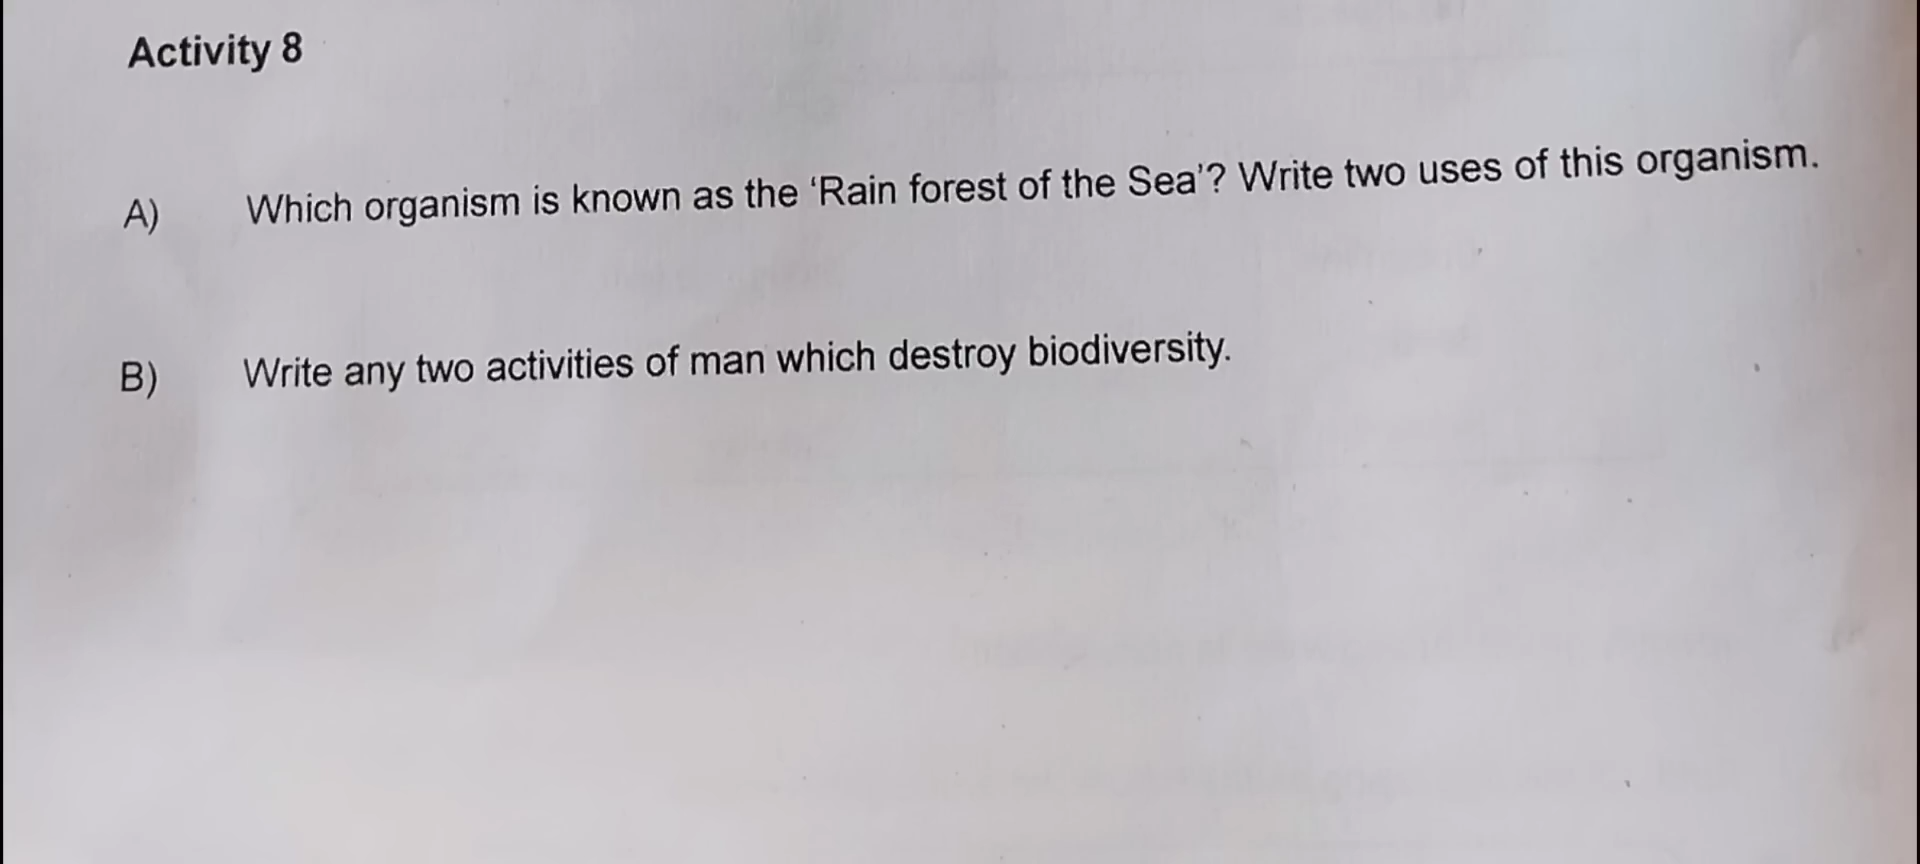 Activity 8
A) Which organism is known as the ‘Rain forest of the Sea’? Write two uses of this organism.
B) Write any two activities of man which destroy biodiversity.